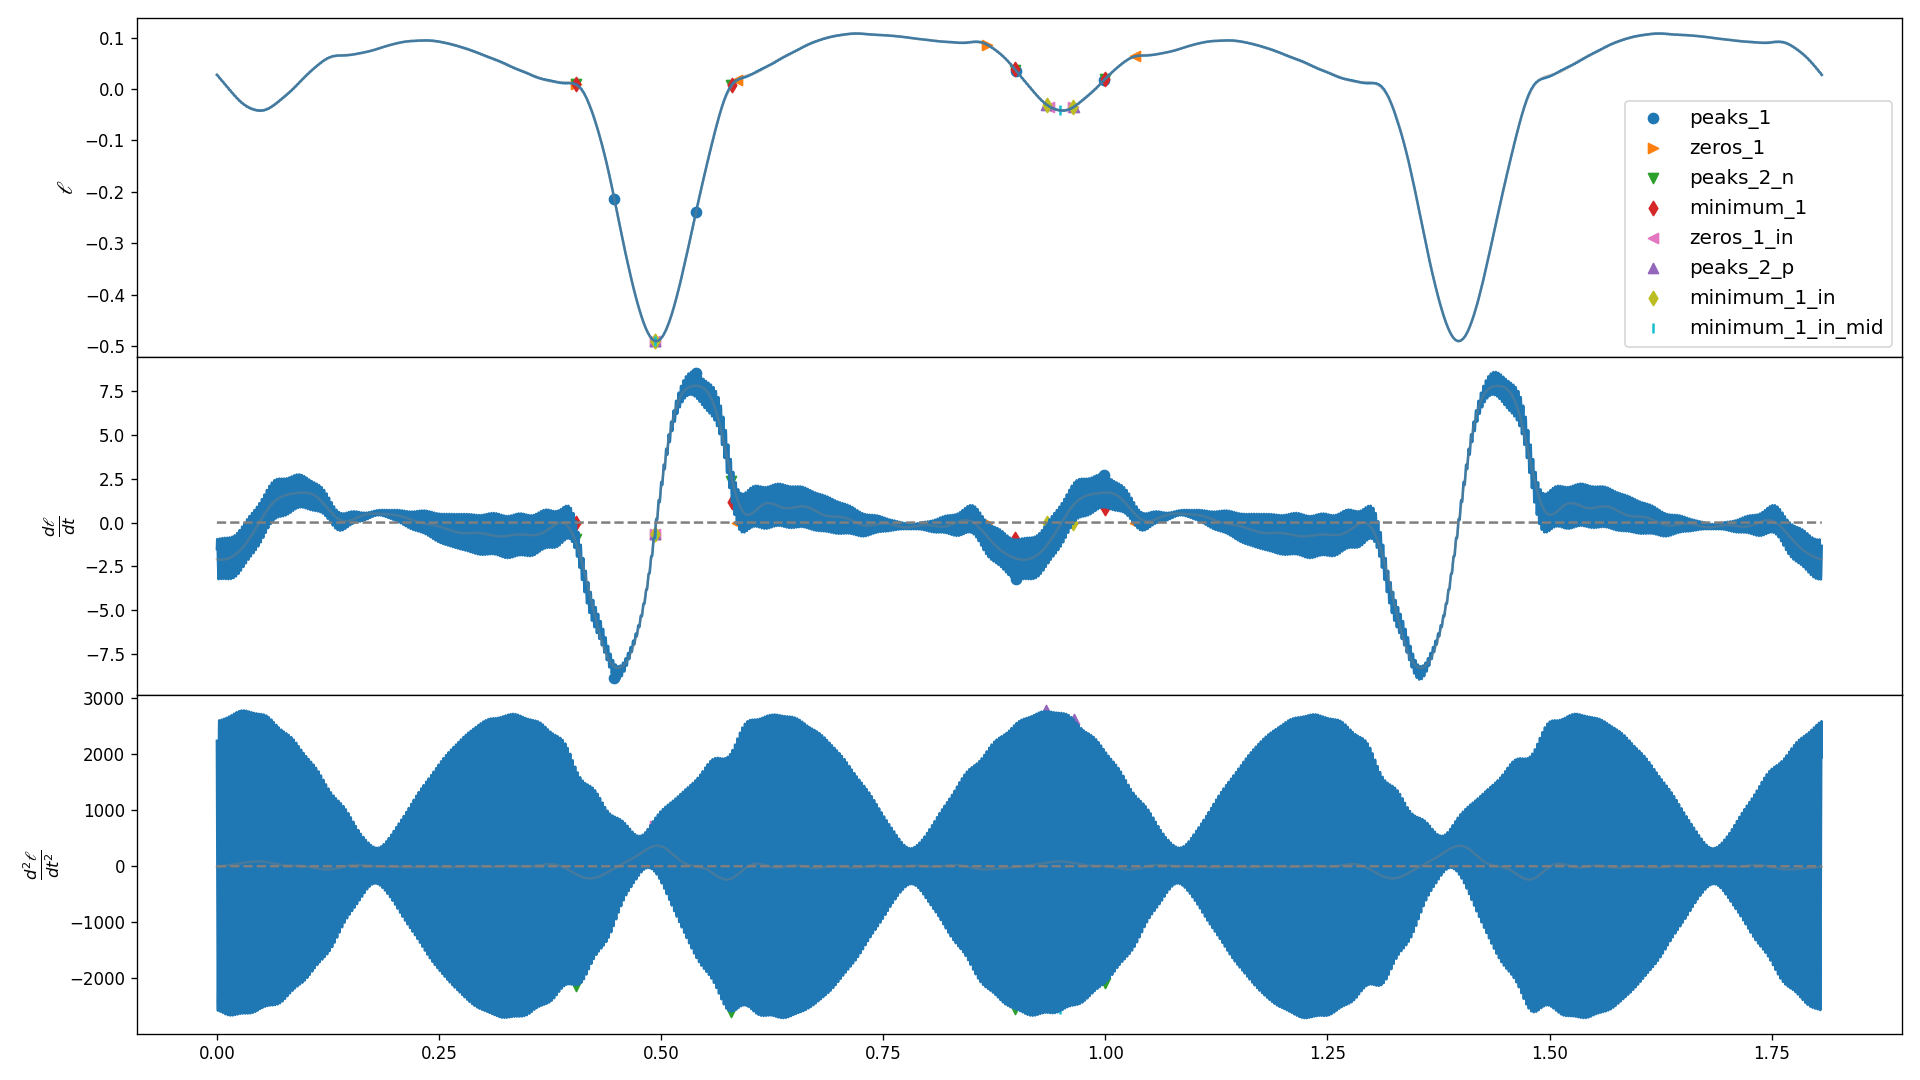 0.1
0.0
−0.1
−0.2
−0.3
−0.4
−0.5
ℓ
peaks_1
zeros_1
peaks_2_n
minimum_1
zeros_1_in
peaks_2_p
minimum_1_in
minimum_1_in_mid
7.5
5.0
2.5
0.0
−2.5
−5.0
−7.5
dℓ
dt
3000
2000
1000
0
−1000
−2000
d²ℓ
dt²
0.00 0.25 0.50 0.75 1.00 1.25 1.50 1.75